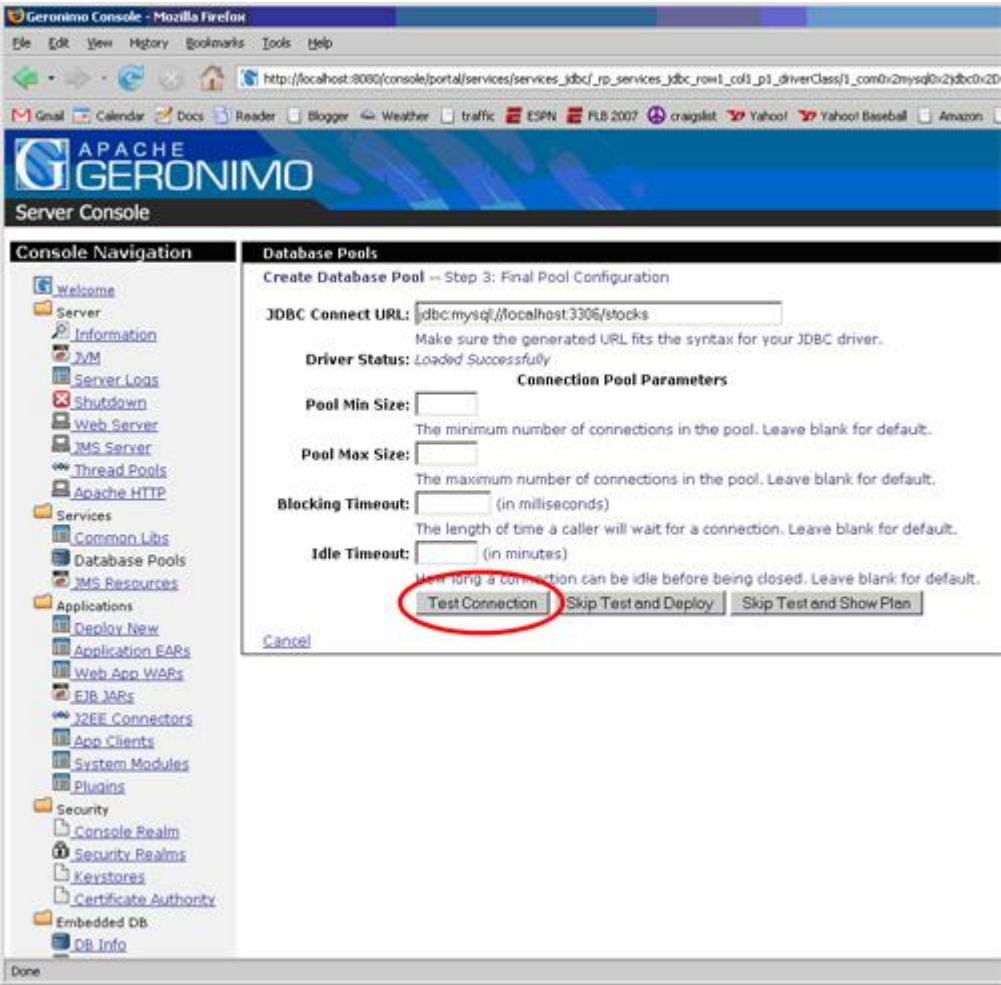 Geronimo Console - Mozilla Firefox
File Edit View History Bookmarks Tools Help
http://localhost:8080/console/portal/services/services_jdbc/_rp_services_jdbc_row1_col1_p1_driverClass/1_com0x2mysql0x2jdbc0x2D
Gmail Calendar Docs Reader Blogger Weather traffic ESPN FLB 2007 craigslist Yahoo! Yahoo! Baseball Amazon
APACHE
GERONIMO
Server Console
Console Navigation
Welcome
Server
Information
JVM
Server Logs
Shutdown
Web Server
JMS Server
Thread Pools
Apache HTTP
Services
Common Libs
Database Pools
JMS Resources
Applications
Deploy New
Application EARs
Web App WARs
EJB JARs
J2EE Connectors
App Clients
System Modules
Plugins
Security
Console Realm
Security Realms
Keystores
Certificate Authority
Embedded DB
DB Info
Database Pools
Create Database Pool -- Step 3: Final Pool Configuration
JDBC Connect URL: jdbc:mysql://localhost:3306/stocks
Make sure the generated URL fits the syntax for your JDBC driver.
Driver Status: Loaded Successfully
Connection Pool Parameters
Pool Min Size:
The minimum number of connections in the pool. Leave blank for default.
Pool Max Size:
The maximum number of connections in the pool. Leave blank for default.
Blocking Timeout: (in milliseconds)
The length of time a caller will wait for a connection. Leave blank for default.
Idle Timeout: (in minutes)
How long a connection can be idle before being closed. Leave blank for default.
Test Connection Skip Test and Deploy Skip Test and Show Plan
Cancel
Done